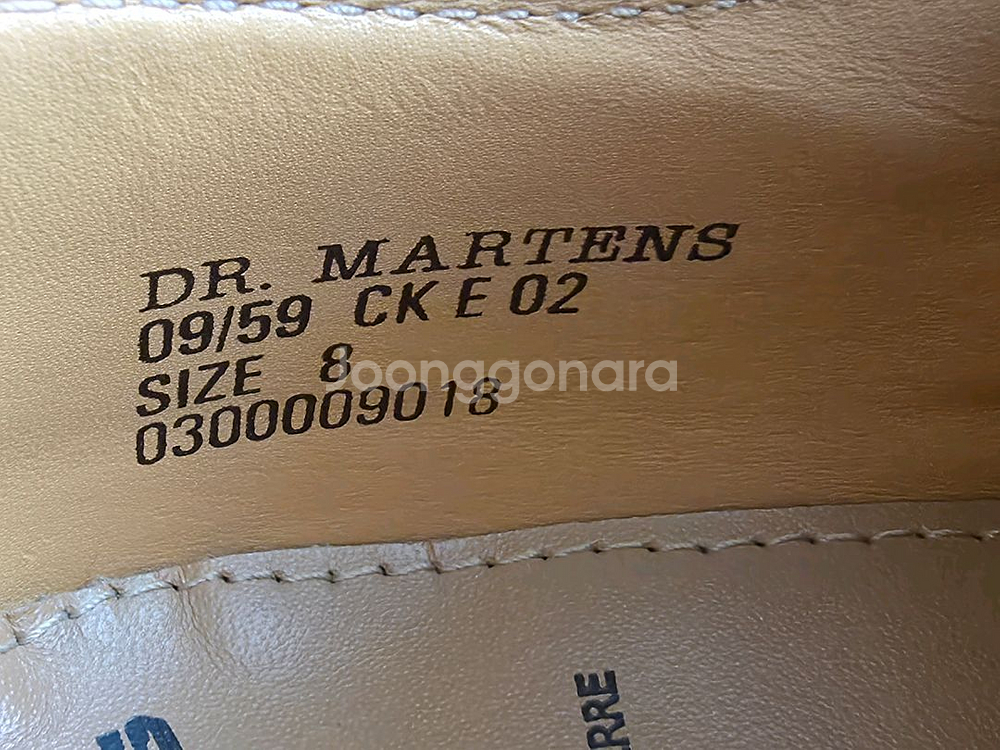 DR. MARTENS
09/59 CK E 02
SIZE 8
Joonggonara
0300009018